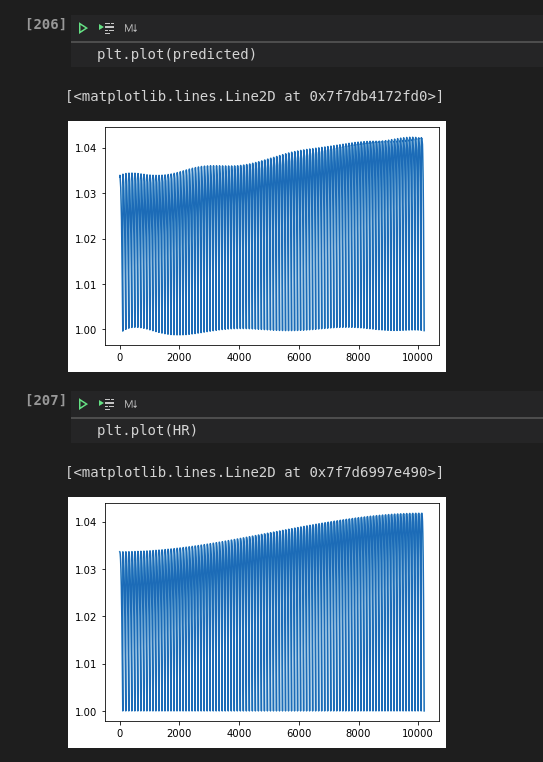 [206]
M↓
plt.plot(predicted)
[<matplotlib.lines.Line2D at 0x7f7db4172fd0>]
1.04
1.03
1.02
1.01
1.00
0 2000 4000 6000 8000 10000
[207]
M↓
plt.plot(HR)
[<matplotlib.lines.Line2D at 0x7f7d6997e490>]
1.04
1.03
1.02
1.01
1.00
0 2000 4000 6000 8000 10000